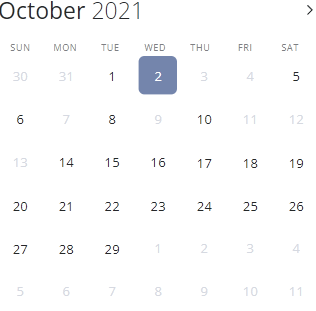 October 2021
SUN MON TUE WED THU FRI SAT
30 31 1 2 3 4 5
6 7 8 9 10 11 12
13 14 15 16 17 18 19
20 21 22 23 24 25 26
27 28 29 1 2 3 4
5 6 7 8 9 10 11